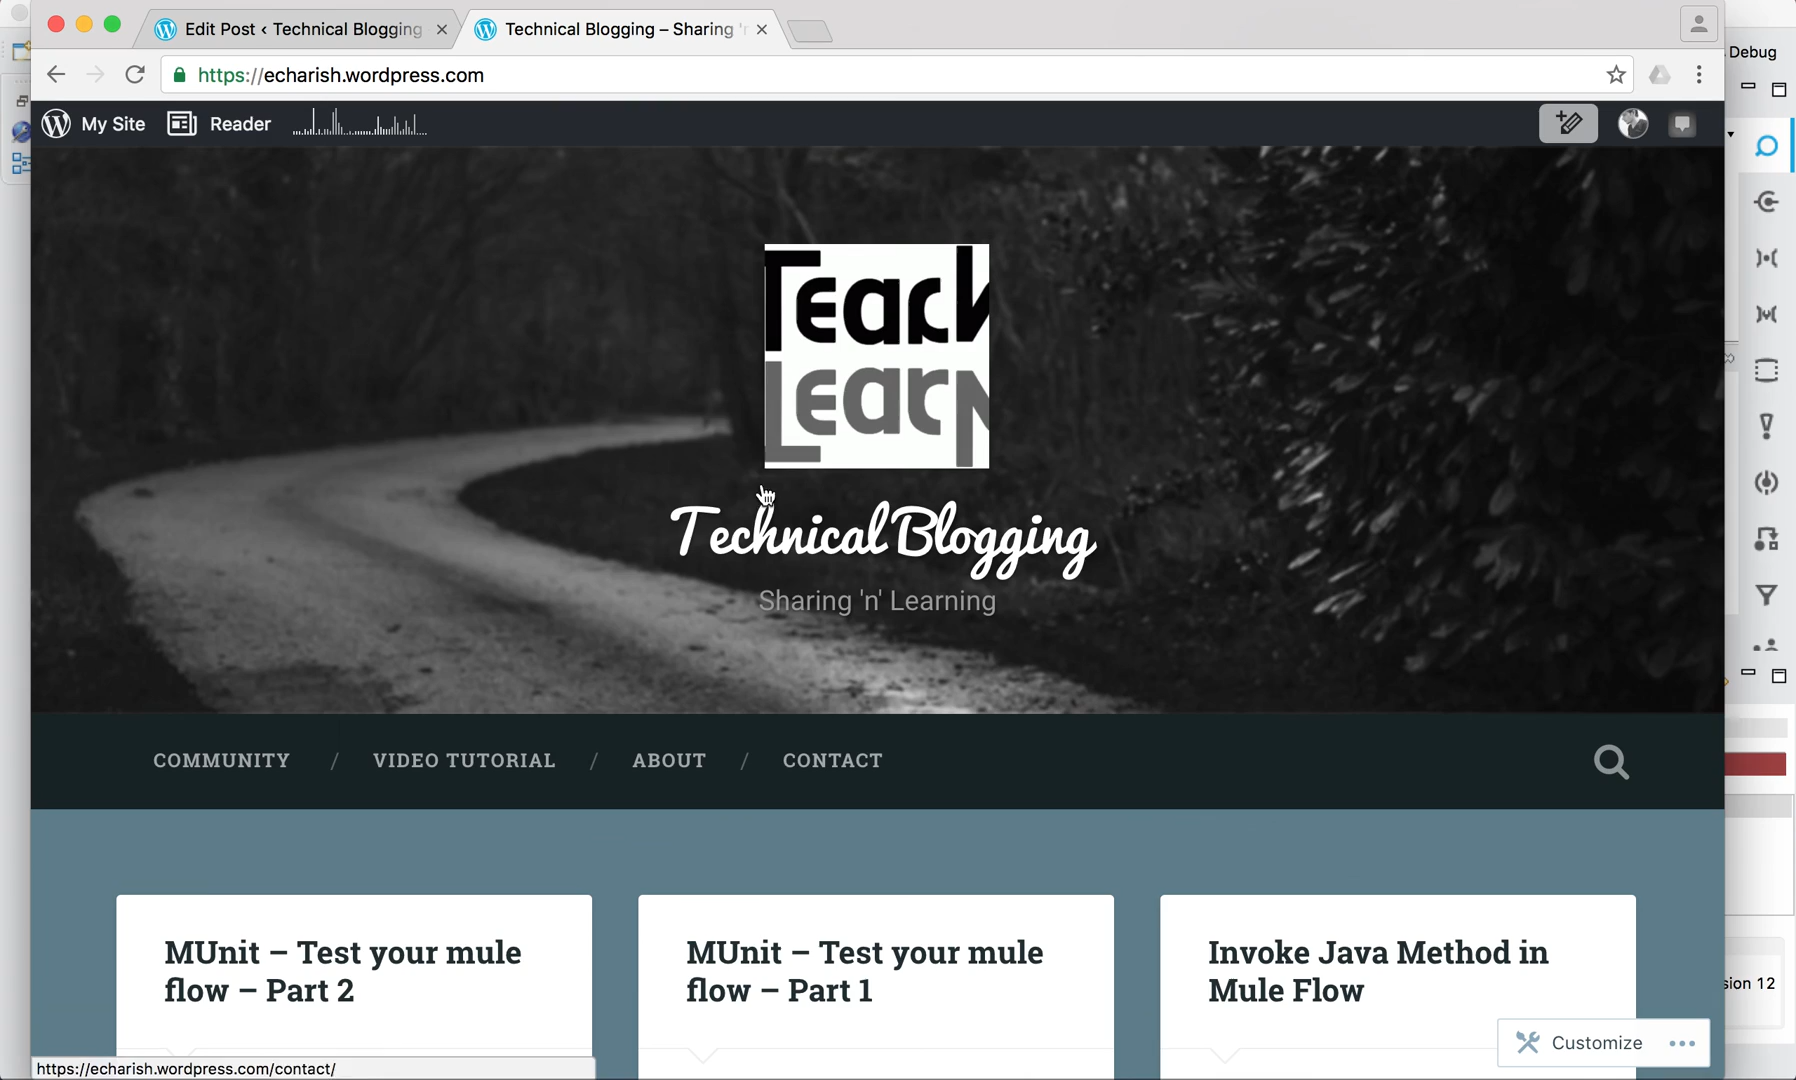 Edit Post ‹ Technical Blogging
Technical Blogging – Sharing 'n'
Debug
https://echarish.wordpress.com
My Site
Reader
Teach
Learn
Technical Blogging
Sharing 'n' Learning
COMMUNITY / VIDEO TUTORIAL / ABOUT / CONTACT
MUnit – Test your mule
flow – Part 2
MUnit – Test your mule
flow – Part 1
Invoke Java Method in
Mule Flow
sion 12
Customize
https://echarish.wordpress.com/contact/